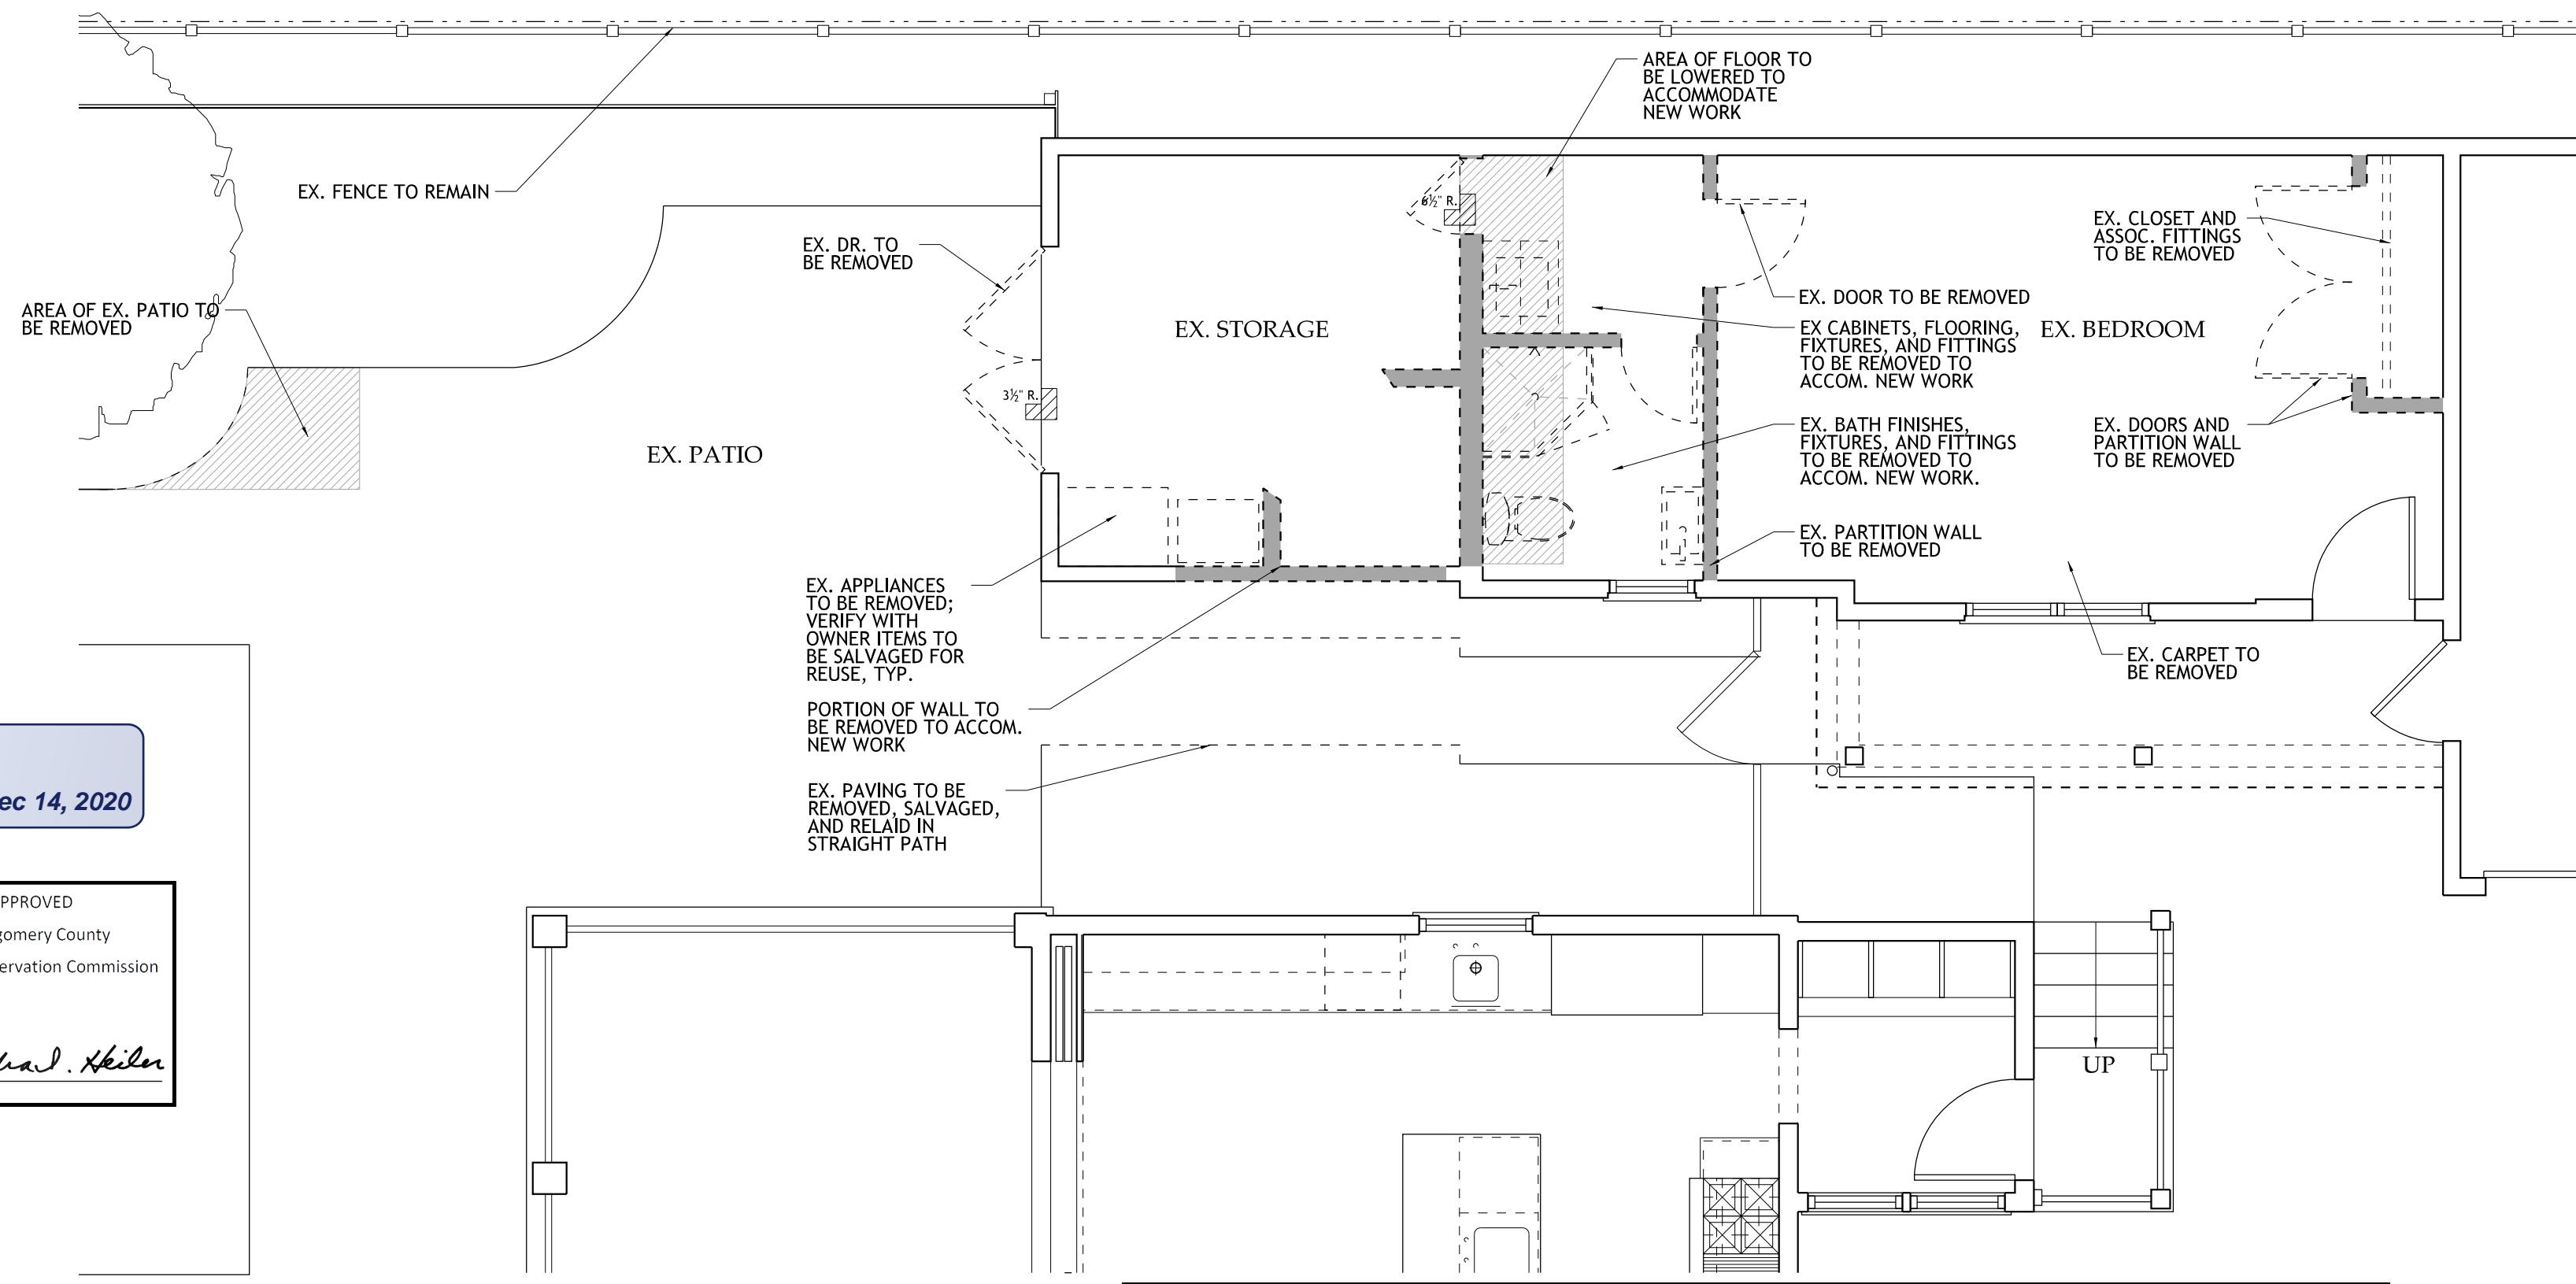 AREA OF FLOOR TO
BE LOWERED TO
ACCOMMODATE
NEW WORK
EX. FENCE TO REMAIN
6½" R.
EX. DR. TO
BE REMOVED
EX. CLOSET AND
ASSOC. FITTINGS
TO BE REMOVED
AREA OF EX. PATIO TO
BE REMOVED
EX. STORAGE
EX. DOOR TO BE REMOVED
EX CABINETS, FLOORING,
FIXTURES, AND FITTINGS
TO BE REMOVED TO
ACCOM. NEW WORK
EX. BEDROOM
3½" R.
EX. PATIO
EX. BATH FINISHES,
FIXTURES, AND FITTINGS
TO BE REMOVED TO
ACCOM. NEW WORK.
EX. DOORS AND
PARTITION WALL
TO BE REMOVED
EX. PARTITION WALL
TO BE REMOVED
EX. APPLIANCES
TO BE REMOVED;
VERIFY WITH
OWNER ITEMS TO
BE SALVAGED FOR
REUSE, TYP.
EX. CARPET TO
BE REMOVED
PORTION OF WALL TO
BE REMOVED TO ACCOM.
NEW WORK
EX. PAVING TO BE
REMOVED, SALVAGED,
AND RELAID IN
STRAIGHT PATH
ec 14, 2020
PPROVED
gomery County
ervation Commission
UP